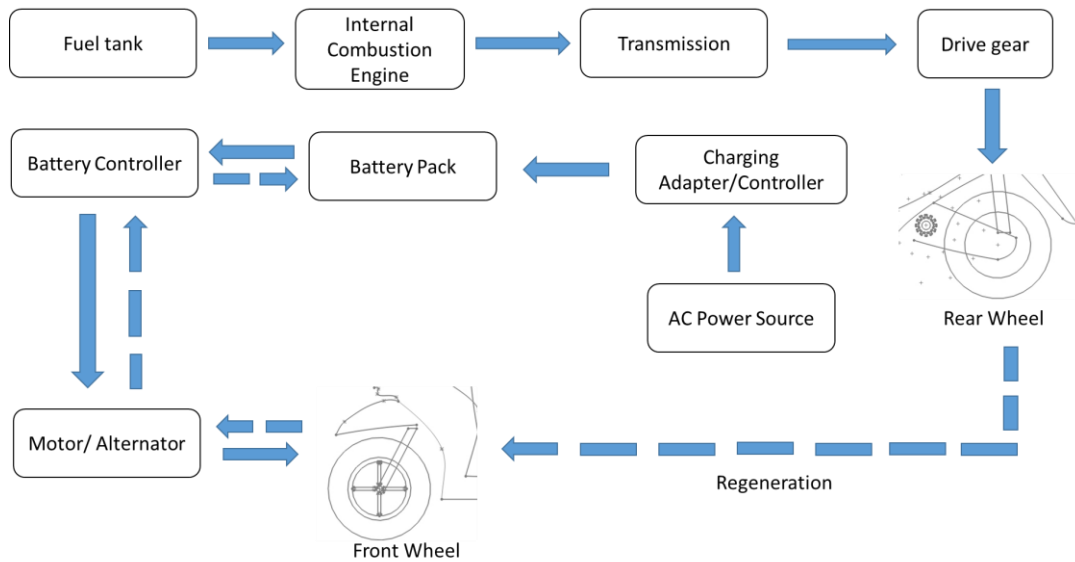 Fuel tank
Internal
Combustion
Engine
Transmission
Drive gear
Battery Controller
Battery Pack
Charging
Adapter/Controller
AC Power Source
Rear Wheel
Motor/ Alternator
Regeneration
Front Wheel